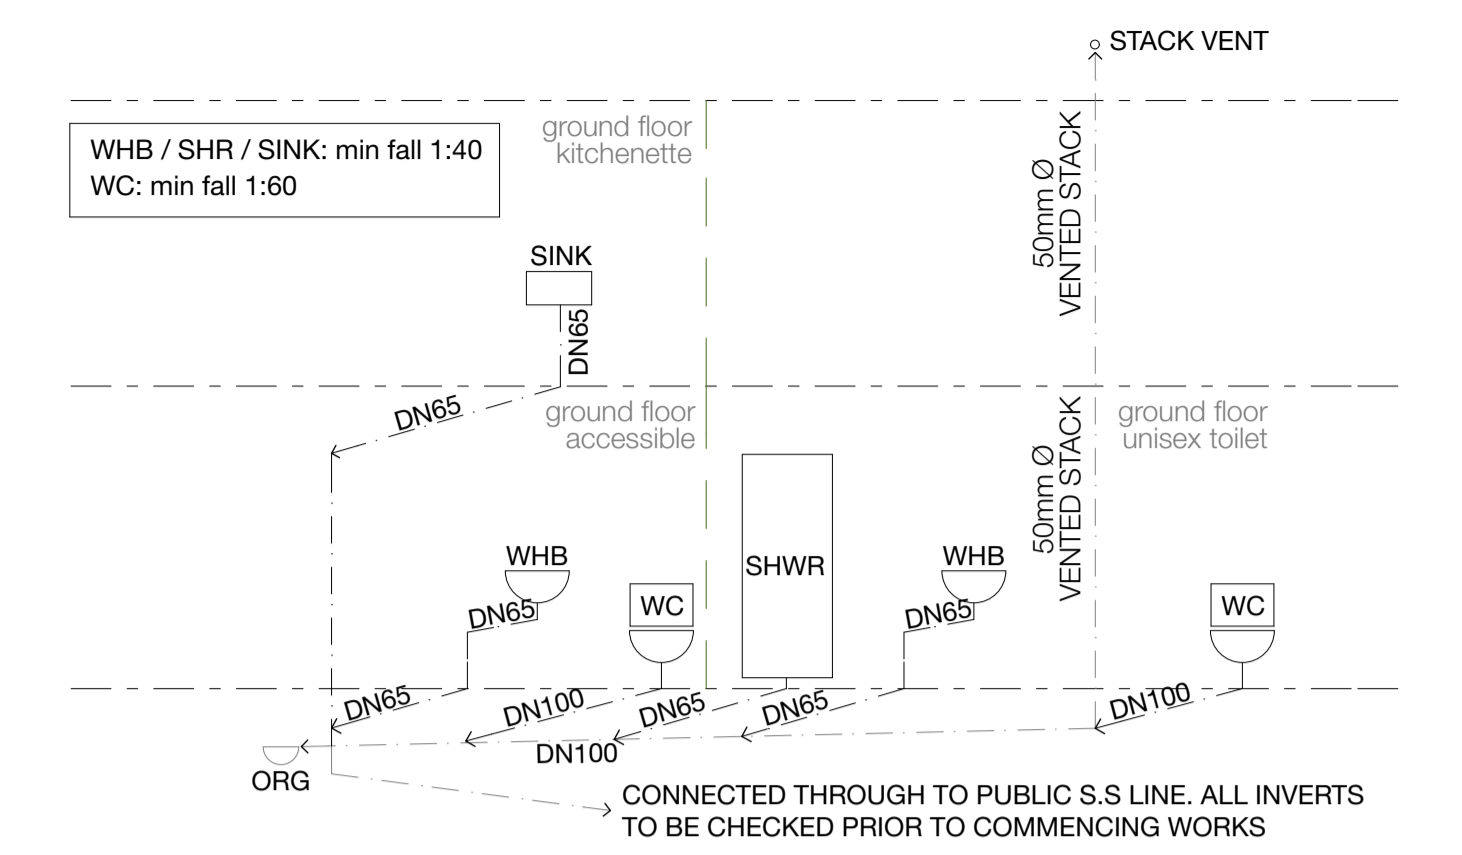 STACK VENT
WHB / SHR / SINK: min fall 1:40
WC: min fall 1:60
ground floor
kitchenette
50mm Ø
VENTED STACK
SINK
DN65
DN65
ground floor
accessible
50mm Ø
VENTED STACK
ground floor
unisex toilet
WHB
WC
SHWR
WHB
WC
DN65
DN65
DN65
DN100
DN65
DN65
DN100
DN100
ORG
CONNECTED THROUGH TO PUBLIC S.S LINE. ALL INVERTS
TO BE CHECKED PRIOR TO COMMENCING WORKS